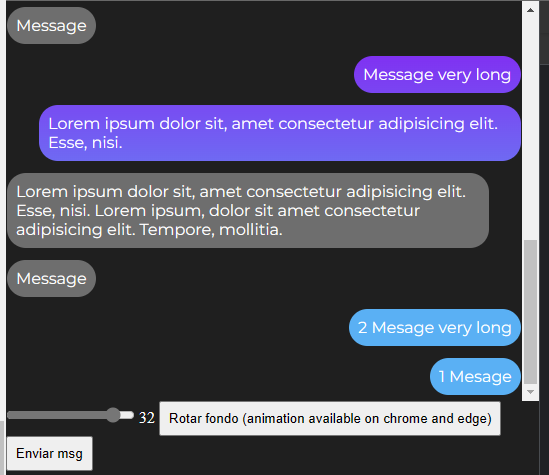 Message
Message very long
Lorem ipsum dolor sit, amet consectetur adipisicing elit.
Esse, nisi.
Lorem ipsum dolor sit, amet consectetur adipisicing elit.
Esse, nisi. Lorem ipsum, dolor sit amet consectetur
adipisicing elit. Tempore, mollitia.
Message
2 Mesage very long
1 Mesage
32 Rotar fondo (animation available on chrome and edge)
Enviar msg